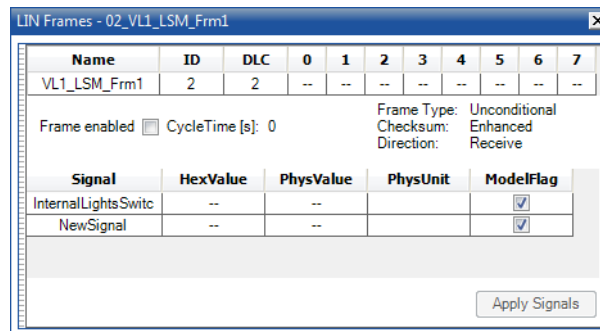 LIN Frames - 02_VL1_LSM_Frm1
Name ID DLC 0 1 2 3 4 5 6 7
VL1_LSM_Frm1 2 2 -- -- -- -- -- -- -- --
Frame enabled CycleTime [s]: 0
Frame Type: Unconditional
Checksum: Enhanced
Direction: Receive
Signal HexValue PhysValue PhysUnit ModelFlag
InternalLightsSwitc -- --
NewSignal -- --
Apply Signals